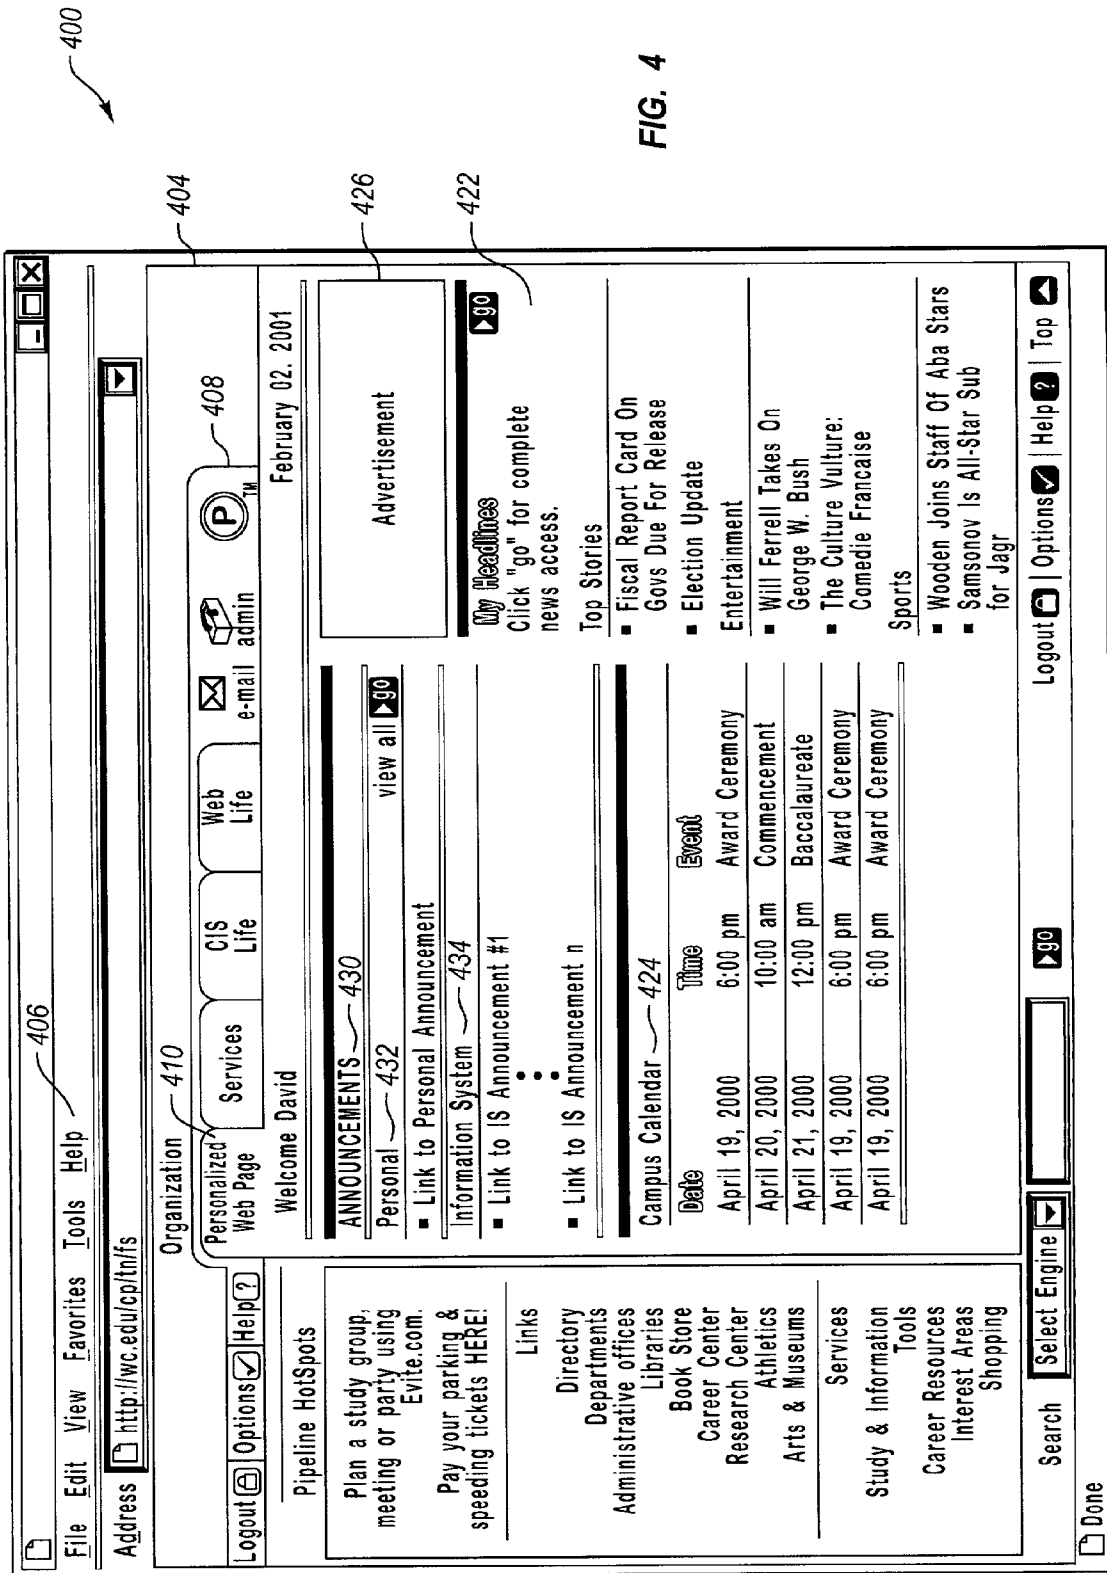 400
406
File Edit View Favorites Tools Help
Address http://wc.edu/cp/tn/fs
404
Organization
410
408
Logout Options Help ?
Personalized
Web Page
Services
CIS
Life
Web
Life
e-mail
admin
P TM
Pipeline HotSpots
Plan a study group,
meeting or party using
Evite.com.
Pay your parking &
speeding tickets HERE!
Links
Directory
Departments
Administrative offices
Libraries
Book Store
Career Center
Research Center
Athletics
Arts & Museums
Services
Study & Information
Tools
Career Resources
Interest Areas
Shopping
Welcome David
February 02. 2001
ANNOUNCEMENTS 430
Personal 432
view all go
■ Link to Personal Announcement
Information System 434
■ Link to IS Announcement #1
■ Link to IS Announcement n
Campus Calendar 424
Date Time Event
April 19, 2000 6:00 pm Award Ceremony
April 20, 2000 10:00 am Commencement
April 21, 2000 12:00 pm Baccalaureate
April 19, 2000 6:00 pm Award Ceremony
April 19, 2000 6:00 pm Award Ceremony
Advertisement
426
My Headlines go
422
Click "go" for complete
news access.
Top Stories
■ Fiscal Report Card On
Govs Due For Release
■ Election Update
Entertainment
■ Will Ferrell Takes On
George W. Bush
■ The Culture Vulture:
Comedie Francaise
Sports
■ Wooden Joins Staff Of Aba Stars
■ Samsonov Is All-Star Sub
for Jagr
Search Select Engine go
Logout Options Help ? Top
Done
FIG. 4